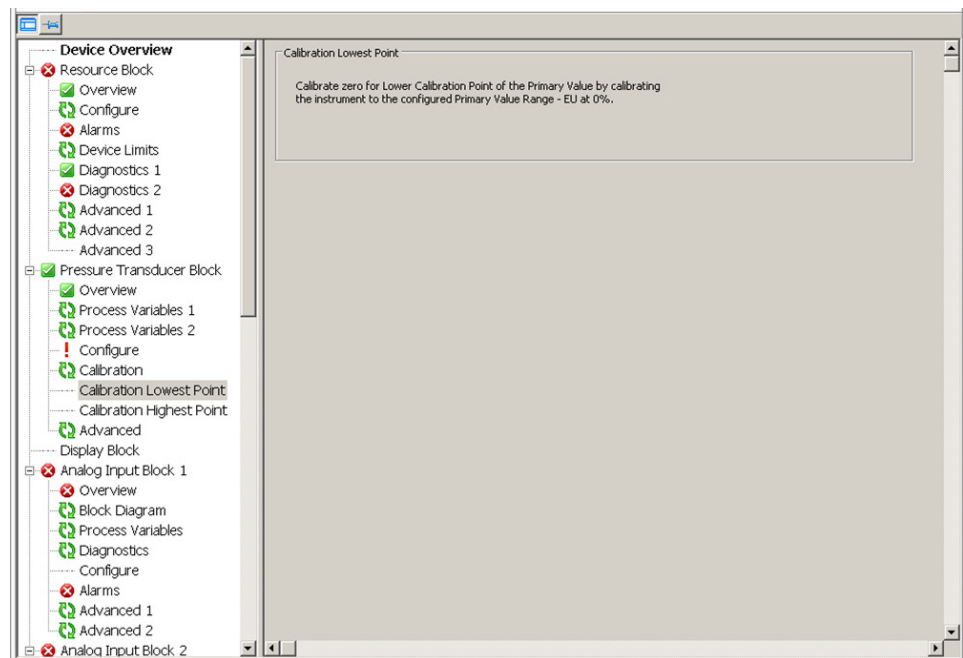 Device Overview
Resource Block
Overview
Configure
Alarms
Device Limits
Diagnostics 1
Diagnostics 2
Advanced 1
Advanced 2
Advanced 3
Pressure Transducer Block
Overview
Process Variables 1
Process Variables 2
Configure
Calibration
Calibration Lowest Point
Calibration Highest Point
Advanced
Display Block
Analog Input Block 1
Overview
Block Diagram
Process Variables
Diagnostics
Configure
Alarms
Advanced 1
Advanced 2
Analog Input Block 2
Calibration Lowest Point
Calibrate zero for Lower Calibration Point of the Primary Value by calibrating
the instrument to the configured Primary Value Range - EU at 0%.